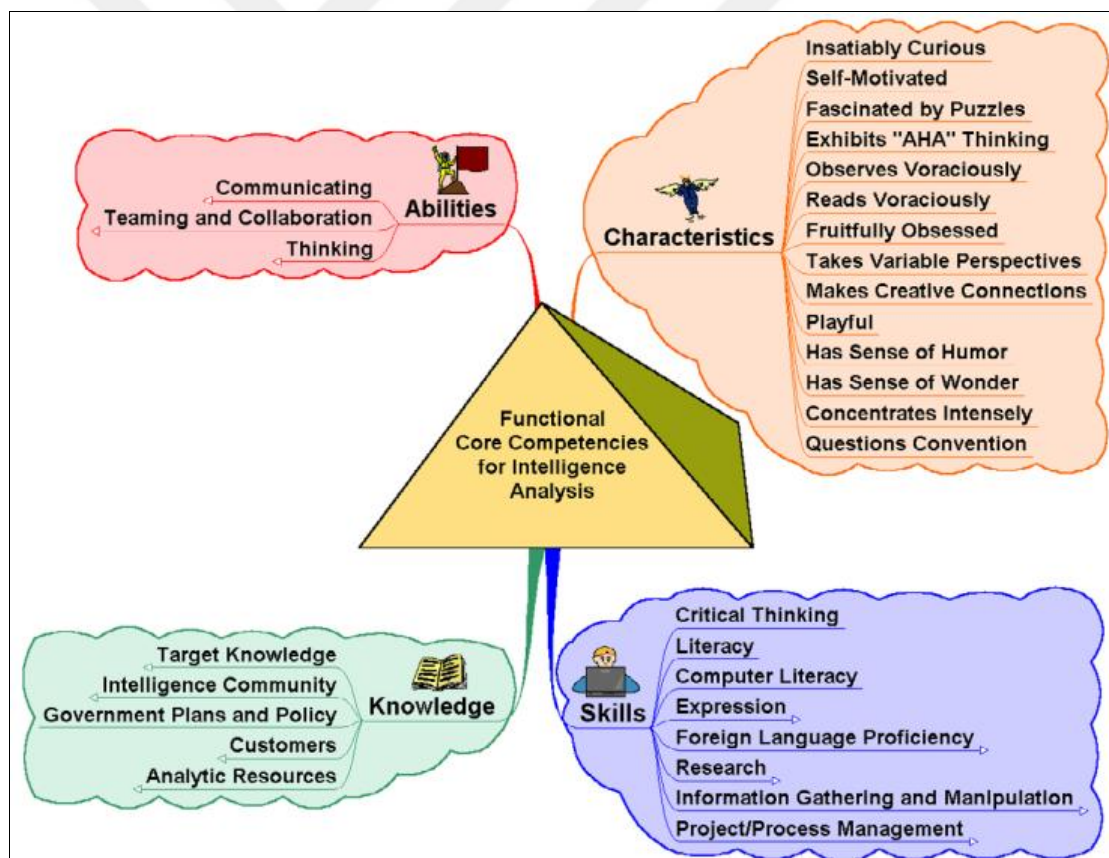 Abilities
Communicating
Teaming and Collaboration
Thinking
Characteristics
Insatiably Curious
Self-Motivated
Fascinated by Puzzles
Exhibits "AHA" Thinking
Observes Voraciously
Reads Voraciously
Fruitfully Obsessed
Takes Variable Perspectives
Makes Creative Connections
Playful
Has Sense of Humor
Has Sense of Wonder
Concentrates Intensely
Questions Convention
Functional
Core Competencies
for Intelligence
Analysis
Knowledge
Target Knowledge
Intelligence Community
Government Plans and Policy
Customers
Analytic Resources
Skills
Critical Thinking
Literacy
Computer Literacy
Expression
Foreign Language Proficiency
Research
Information Gathering and Manipulation
Project/Process Management